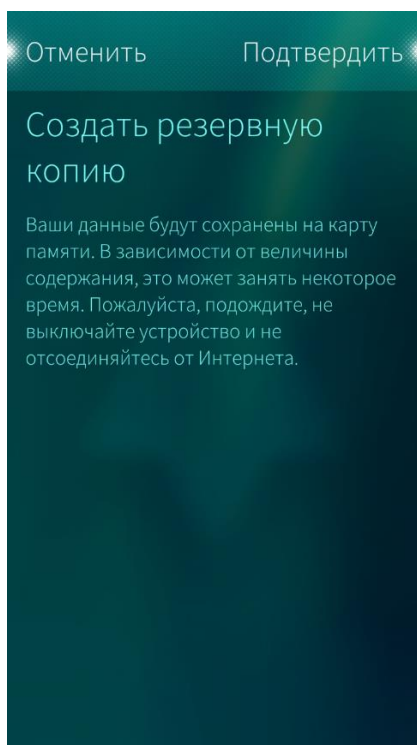 Отменить
Подтвердить
Создать резервную
копию
Ваши данные будут сохранены на карту
памяти. В зависимости от величины
содержания, это может занять некоторое
время. Пожалуйста, подождите, не
выключайте устройство и не
отсоединяйтесь от Интернета.